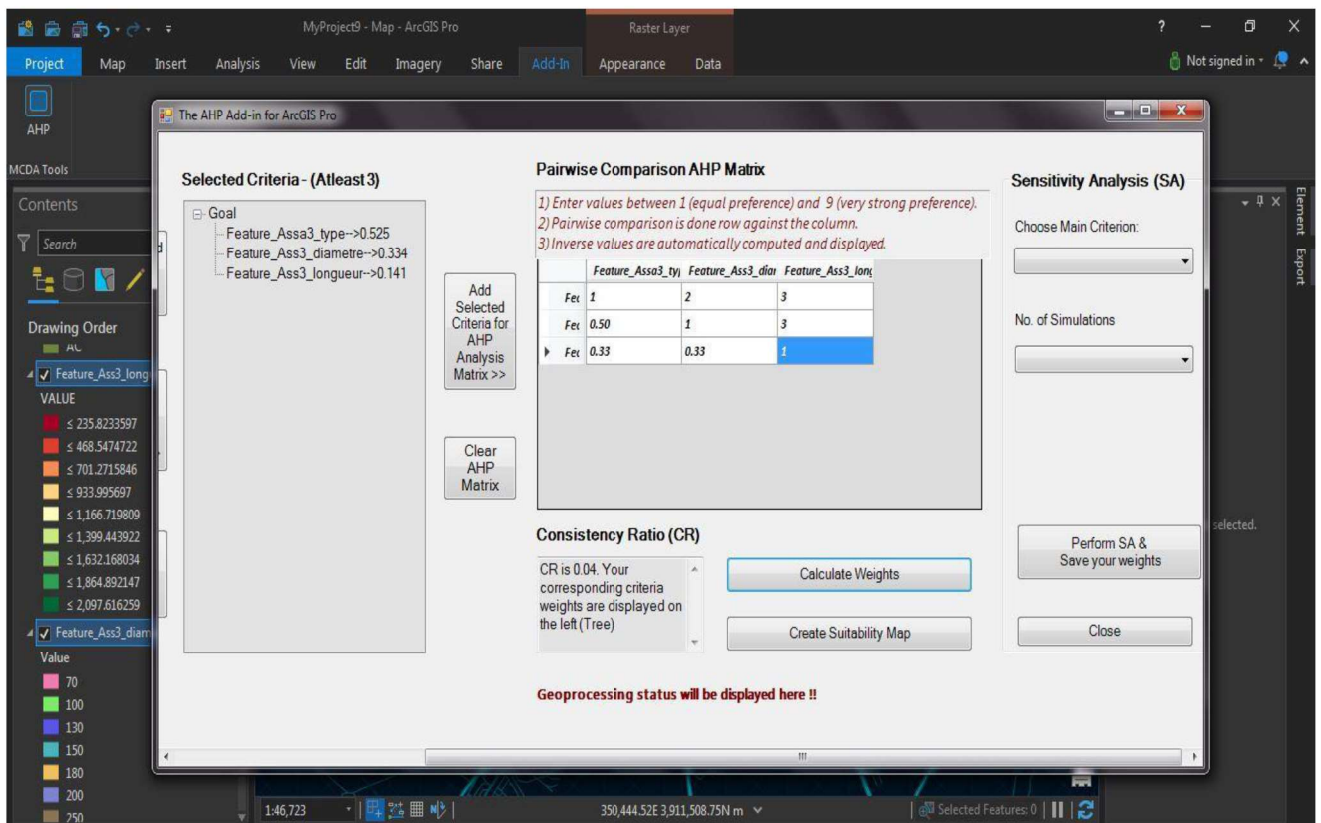 MyProject9 - Map - ArcGIS Pro
Raster Layer
?
Project Map Insert Analysis View Edit Imagery Share Add-In Appearance Data
Not signed in
AHP
MCDA Tools
The AHP Add-in for ArcGIS Pro
Contents
Search
Drawing Order
AC
Feature_Ass3_long
VALUE
≤ 235.8233597
≤ 468.5474722
≤ 701.2715846
≤ 933.995697
≤ 1,166.719809
≤ 1,399.443922
≤ 1,632.168034
≤ 1,864.892147
≤ 2,097.616259
Feature_Ass3_diam
Value
70
100
130
150
180
200
250
Selected Criteria - (Atleast 3)
Goal
Feature_Assa3_type-->0.525
Feature_Ass3_diametre-->0.334
Feature_Ass3_longueur-->0.141
Add
Selected
Criteria for
AHP
Analysis
Matrix >>
Clear
AHP
Matrix
Pairwise Comparison AHP Matrix
1) Enter values between 1 (equal preference) and 9 (very strong preference).
2) Pairwise comparison is done row against the column.
3) Inverse values are automatically computed and displayed.
Feature_Assa3_ty Feature_Ass3_diar Feature_Ass3_long
Fec 1 2 3
Fec 0.50 1 3
Fec 0.33 0.33 1
Consistency Ratio (CR)
CR is 0.04. Your
corresponding criteria
weights are displayed on
the left (Tree)
Calculate Weights
Create Suitability Map
Geoprocessing status will be displayed here !!
Sensitivity Analysis (SA)
Choose Main Criterion:
No. of Simulations
Perform SA &
Save your weights
Close
Element
Export
selected.
1:46,723
350,444.52E 3,911,508.75N m
Selected Features: 0